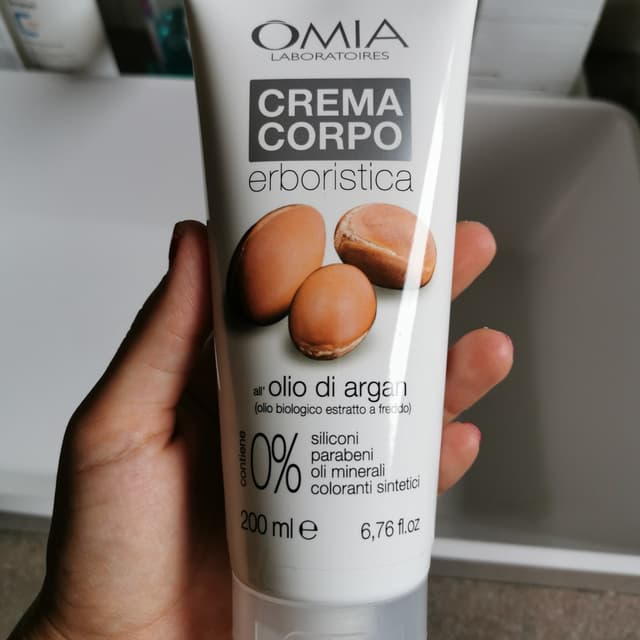 OMIA
LABORATOIRES
CREMA
CORPO
erboristica
all' olio di argan
(olio biologico estratto a freddo)
contiene
0%
siliconi
parabeni
oli minerali
coloranti sintetici
200 ml e
6,76 fl.oz